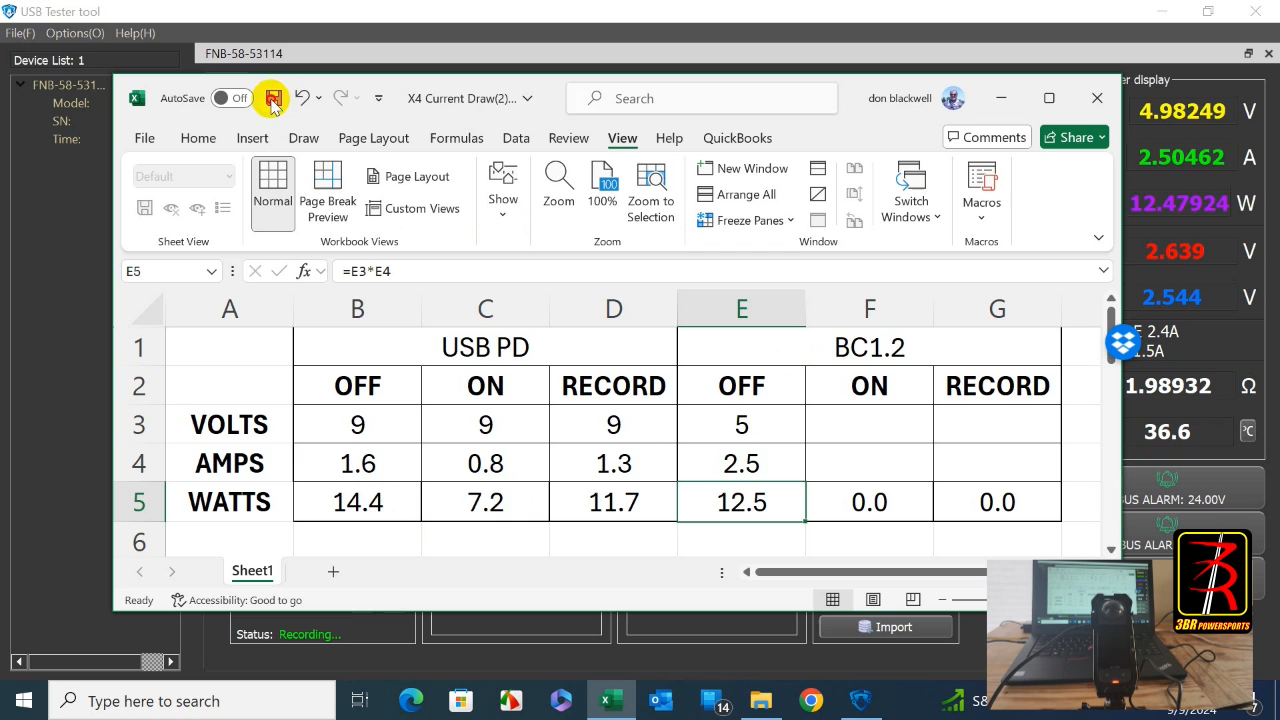 USB Tester tool
File(F) Options(O) Help(H)
Device List: 1
FNB-58-53114
FNB-58-531...
Model:
SN:
Time:
AutoSave Off
X4 Current Draw(2)...
Search
don blackwell
File Home Insert Draw Page Layout Formulas Data Review View Help QuickBooks
Comments Share
Default
Sheet View
Normal
Page Break Preview
Page Layout
Custom Views
Workbook Views
Show
Zoom
100
100%
Zoom to Selection
Zoom
New Window
Arrange All
Freeze Panes
Window
Switch Windows
Macros
Macros
E5 fx =E3*E4
A B C D E F G
1 USB PD BC1.2
2 OFF ON RECORD OFF ON RECORD
3 VOLTS 9 9 9 5
4 AMPS 1.6 0.8 1.3 2.5
5 WATTS 14.4 7.2 11.7 12.5 0.0 0.0
6
Sheet1
Ready Accessibility: Good to go
er display
4.98249 V
2.50462 A
12.47924 W
2.639 V
2.544 V
E 2.4A
1.5A
1.98932 Ω
36.6 °C
US ALARM: 24.00V
BUS ALAR
Status: Recording...
Import
3BR POWERSPORTS
Type here to search
14
S&
9/9/2024